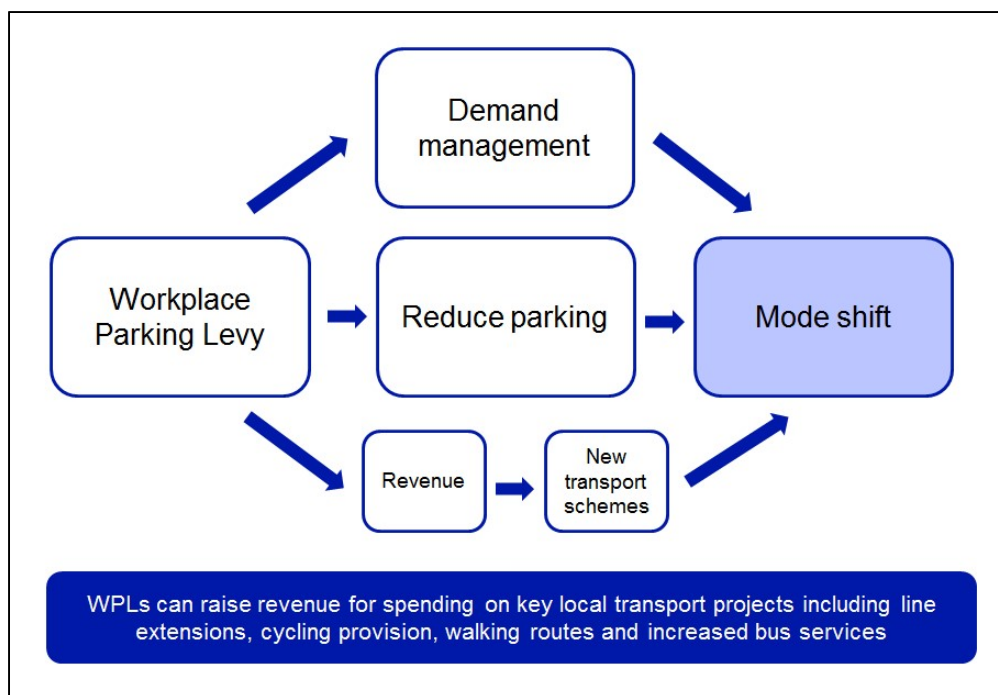 Demand
management
Workplace
Parking Levy
Reduce parking
Mode shift
Revenue
New
transport
schemes
WPLs can raise revenue for spending on key local transport projects including line
extensions, cycling provision, walking routes and increased bus services